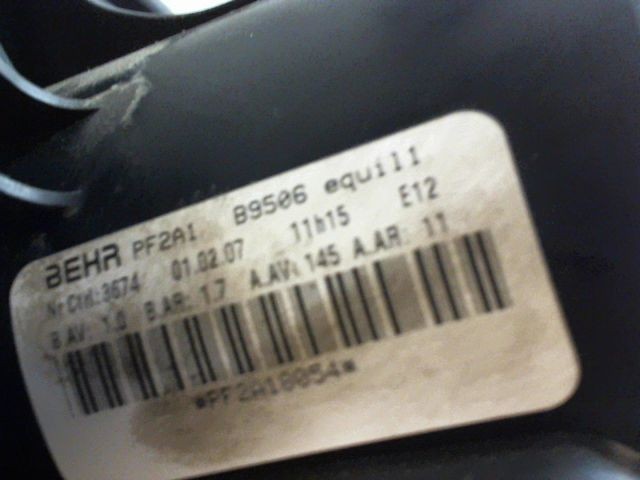 BEHR PF2A1 B9506 equil1
Nr Ctrl:3674 01.02.07 11h15 E12
B.AV: 1.0 B.AR: 1.7 A.AV: 145 A.AR: 11
*PF2A18054*